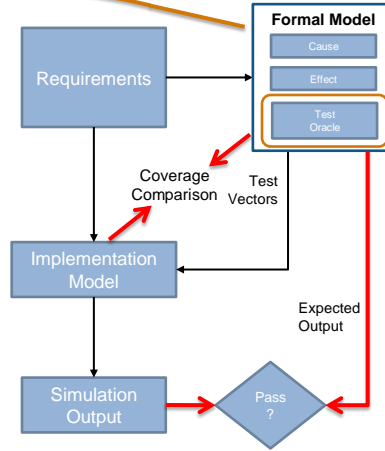 Formal Model
Cause
Effect
Test
Oracle
Requirements
Coverage
Comparison
Test
Vectors
Implementation
Model
Expected
Output
Simulation
Output
Pass
?